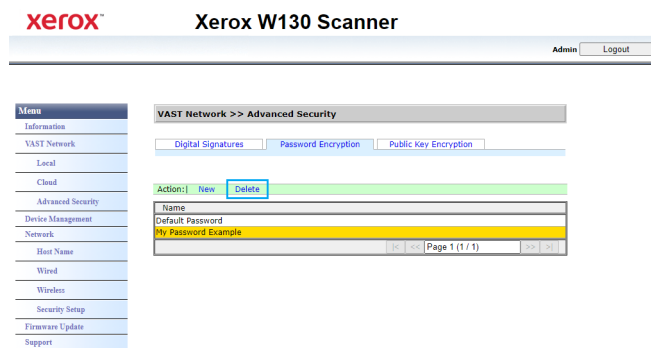 xerox™ Xerox W130 Scanner
Admin Logout
Menu
Information
VAST Network
Local
Cloud
Advanced Security
Device Management
Network
Host Name
Wired
Wireless
Security Setup
Firmware Update
Support
VAST Network >> Advanced Security
Digital Signatures Password Encryption Public Key Encryption
Action:| New Delete
Name
Default Password
My Password Example
|< << Page 1 (1 / 1) >> >|